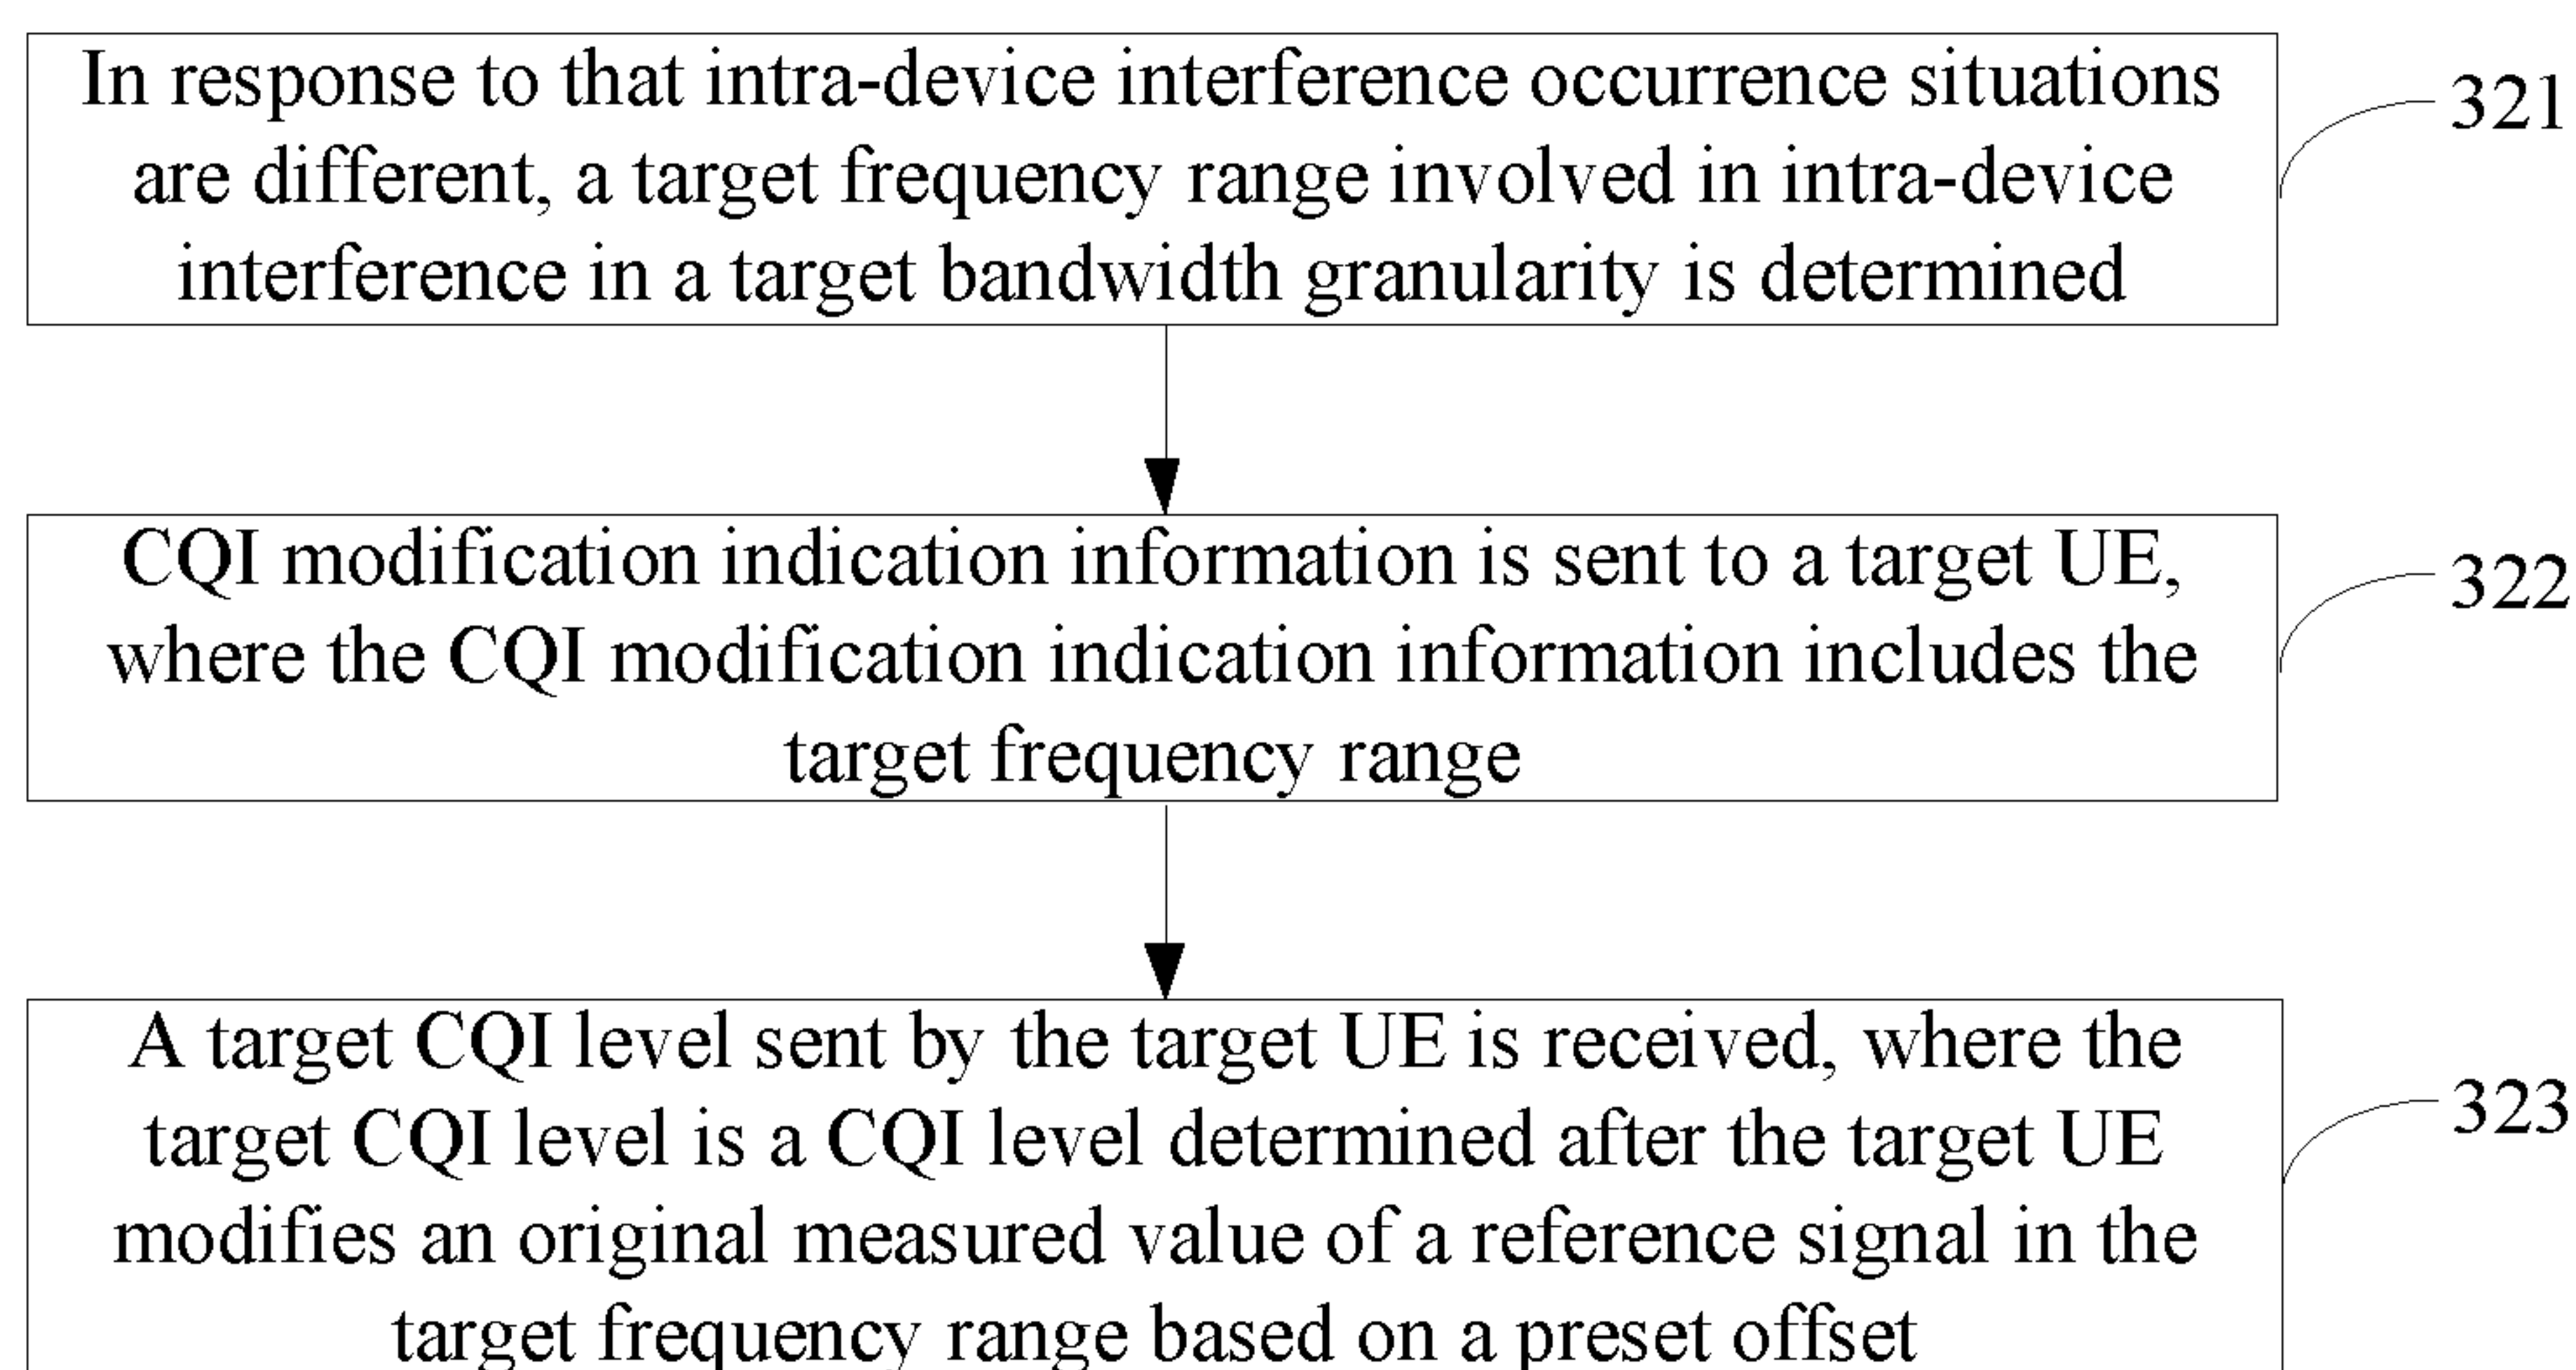 In response to that intra-device interference occurrence situations
are different, a target frequency range involved in intra-device
interference in a target bandwidth granularity is determined
321
CQI modification indication information is sent to a target UE,
where the CQI modification indication information includes the
target frequency range
322
A target CQI level sent by the target UE is received, where the
target CQI level is a CQI level determined after the target UE
modifies an original measured value of a reference signal in the
target frequency range based on a preset offset
323